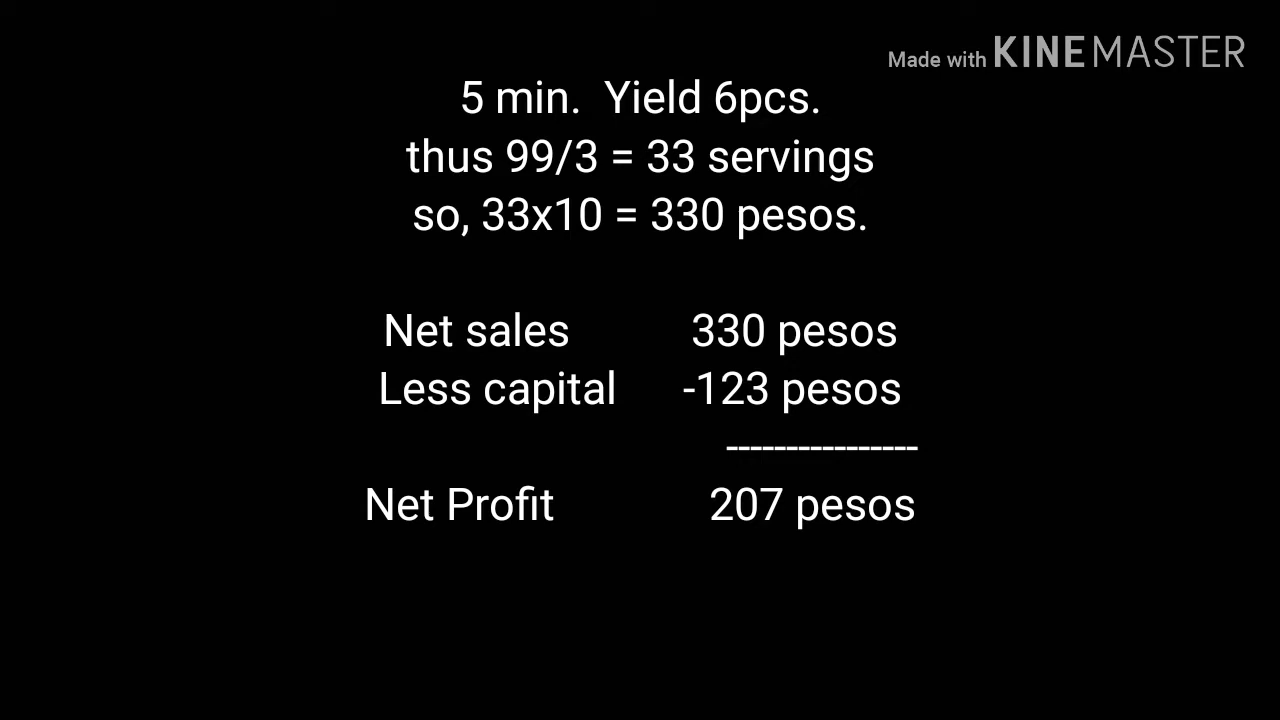 Made with KINEMASTER
5 min. Yield 6pcs.
thus 99/3 = 33 servings
so, 33x10 = 330 pesos.
Net sales 330 pesos
Less capital -123 pesos
----------------
Net Profit 207 pesos